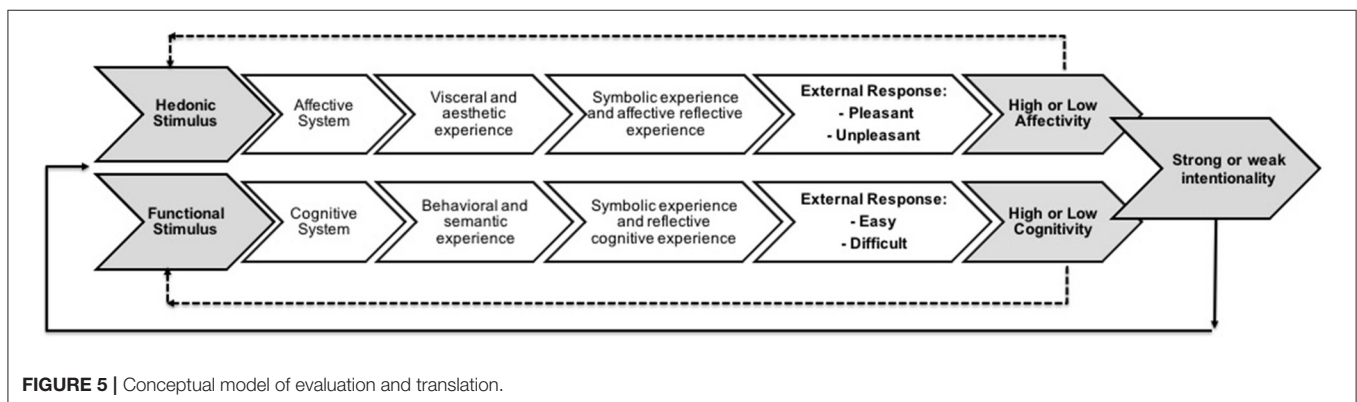 Hedonic
Stimulus
Affective
System
Visceral and
aesthetic
experience
Symbolic experience
and affective reflective
experience
External Response:
- Pleasant
- Unpleasant
High or Low
Affectivity
Strong or weak
intentionality
Functional
Stimulus
Cognitive
System
Behavioral and
semantic
experience
Symbolic experience
and reflective
cognitive experience
External Response:
- Easy
- Difficult
High or Low
Cognitivity
FIGURE 5 | Conceptual model of evaluation and translation.